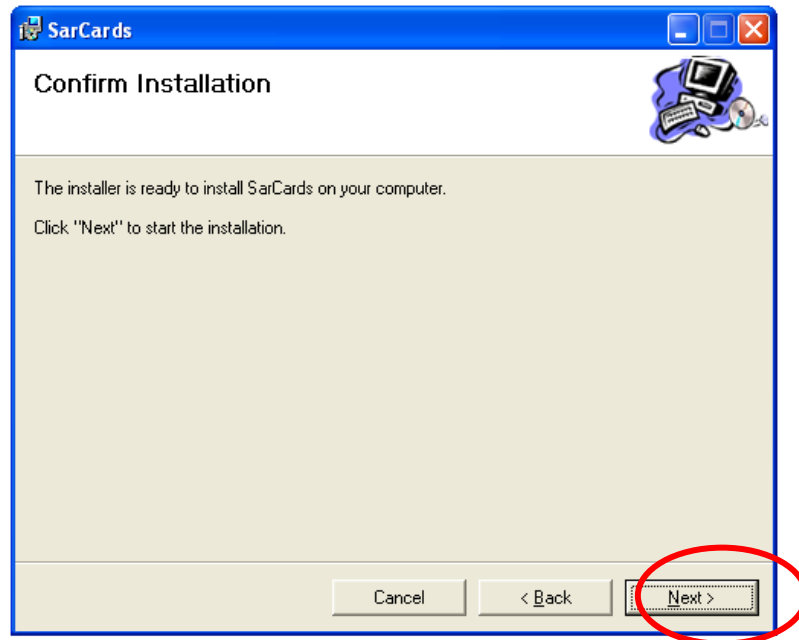 SarCards
Confirm Installation
The installer is ready to install SarCards on your computer.
Click "Next" to start the installation.
Cancel
< Back
Next >